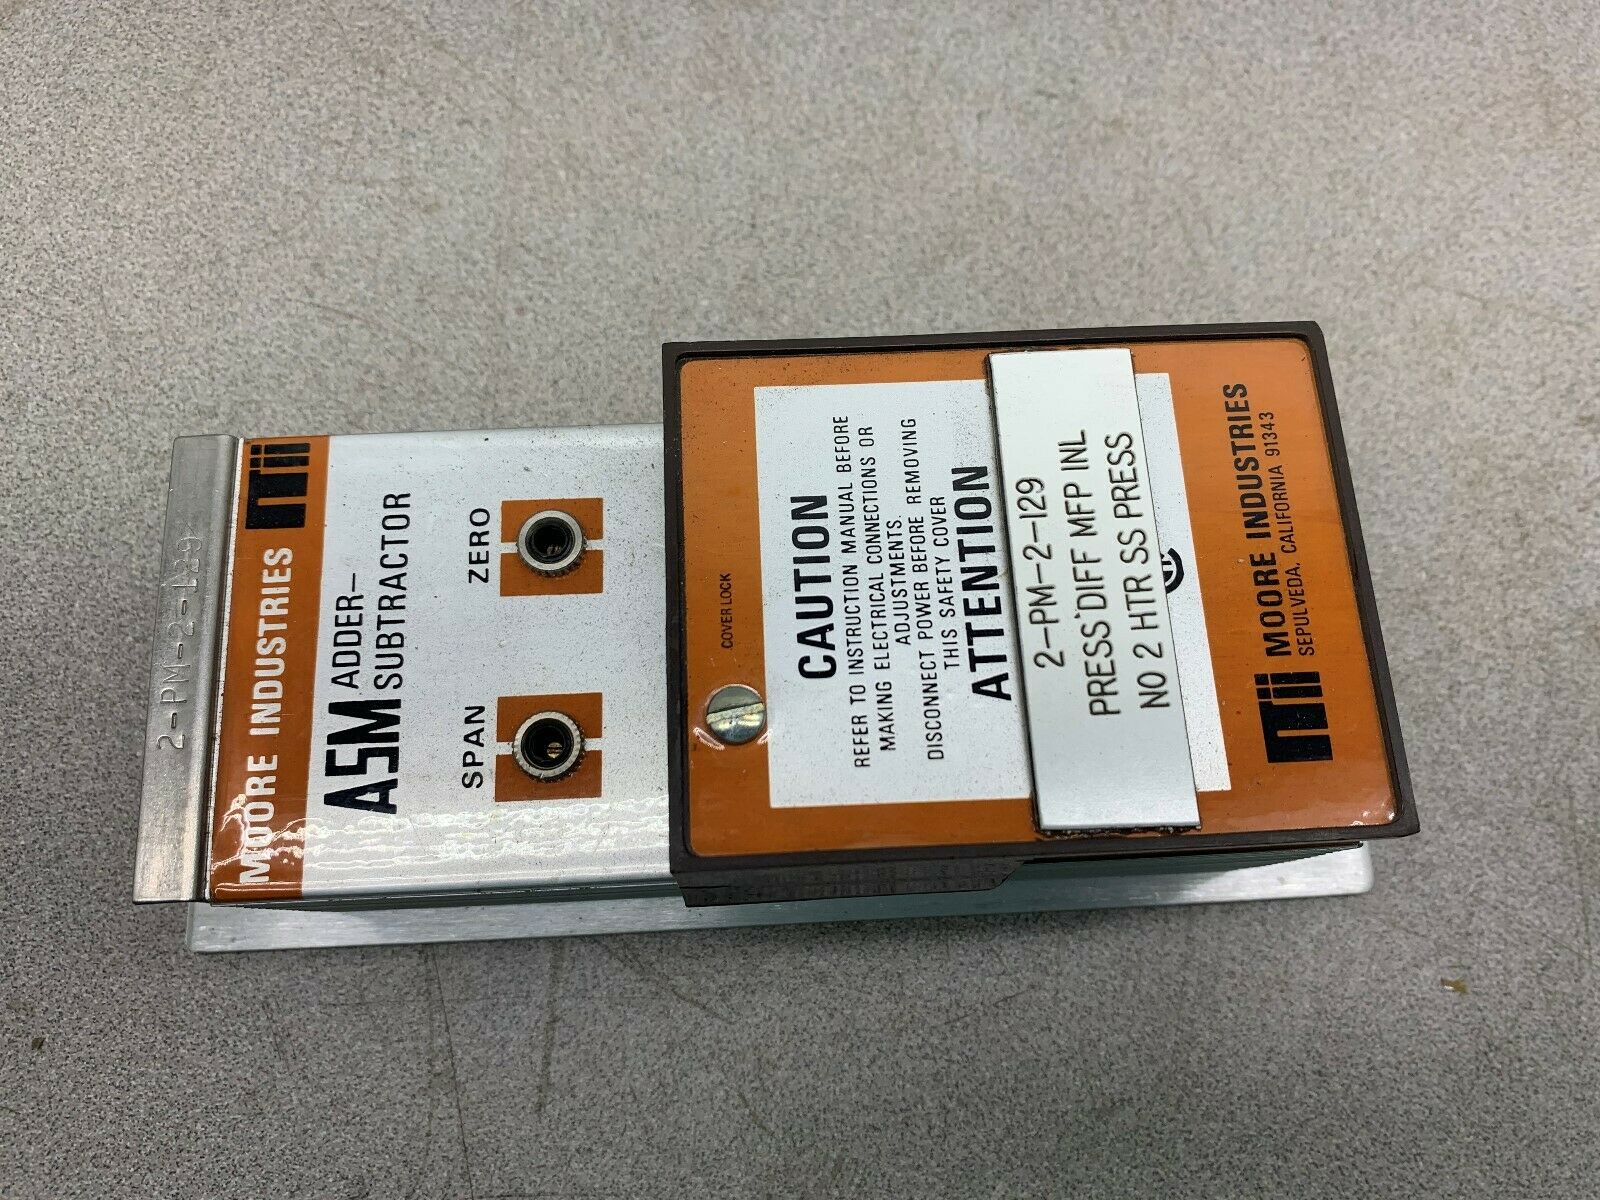 2-PM-2-129
MOORE INDUSTRIES
ASM ADDER-
SUBTRACTOR
SPAN ZERO
COVER LOCK
CAUTION
REFER TO INSTRUCTION MANUAL BEFORE
MAKING ELECTRICAL CONNECTIONS OR
ADJUSTMENTS.
DISCONNECT POWER BEFORE REMOVING
THIS SAFETY COVER
ATTENTION
2-PM-2-129
PRESS DIFF MFP INL
NO 2 HTR SS PRESS
MOORE INDUSTRIES
SEPULVEDA, CALIFORNIA 91343